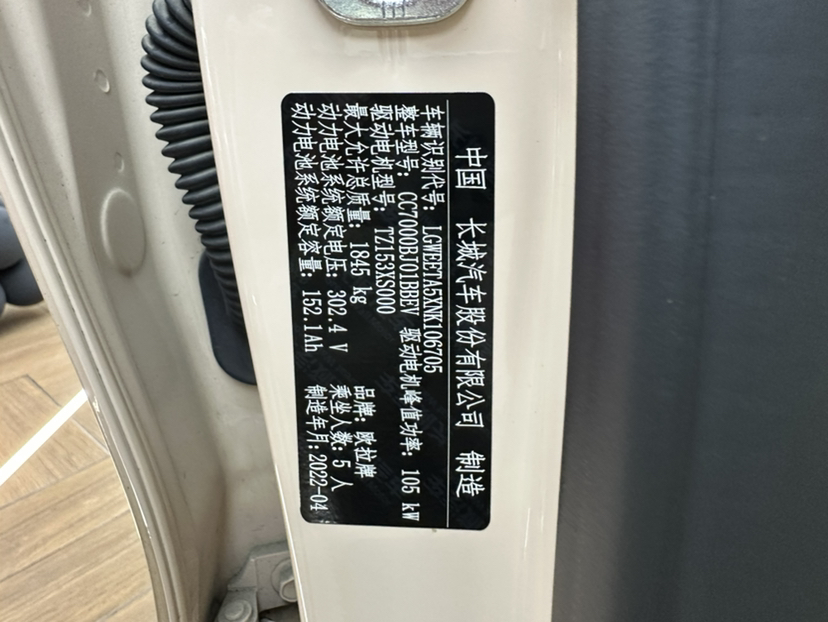 中国 长城汽车股份有限公司 制造
车辆识别代号: LGWEETA5XNK106705
整车型号: CC7000BJ01BBEV 驱动电机峰值功率: 105 kW
驱动电机型号: TZ153XS000 品牌: 欧拉牌
最大允许总质量: 1845 kg 乘坐人数: 5 人
动力电池系统额定电压: 302.4 V 制造年月: 2022-04
动力电池系统额定容量: 152.1Ah